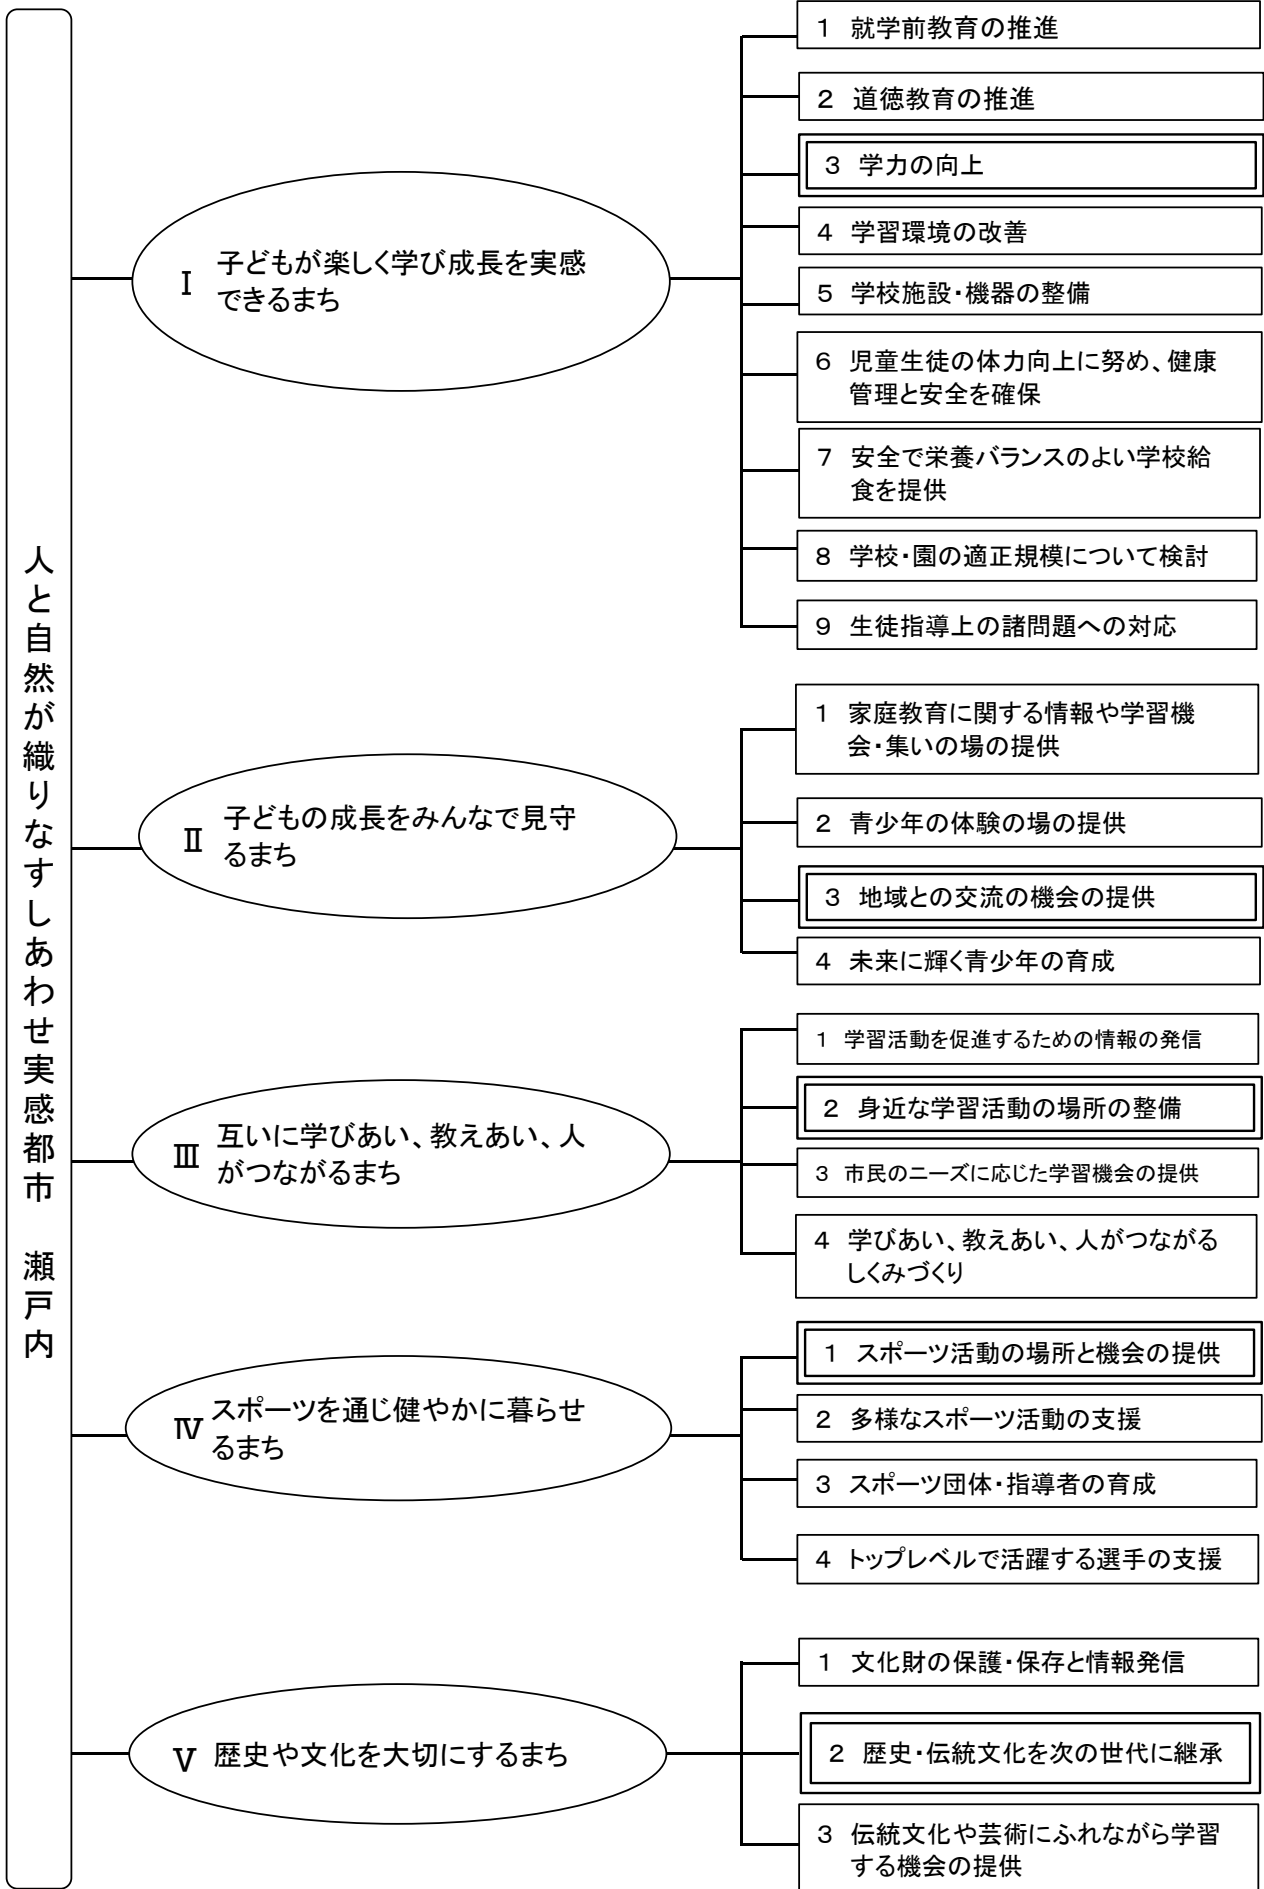 人と自然が織りなすしあわせ実感都市　瀬戸内
Ⅰ 子どもが楽しく学び成長を実感
できるまち
1 就学前教育の推進
2 道徳教育の推進
3 学力の向上
4 学習環境の改善
5 学校施設・機器の整備
6 児童生徒の体力向上に努め、健康
管理と安全を確保
7 安全で栄養バランスのよい学校給
食を提供
8 学校・園の適正規模について検討
9 生徒指導上の諸問題への対応
Ⅱ 子どもの成長をみんなで見守
るまち
1 家庭教育に関する情報や学習機
会・集いの場の提供
2 青少年の体験の場の提供
3 地域との交流の機会の提供
4 未来に輝く青少年の育成
Ⅲ 互いに学びあい、教えあい、人
がつながるまち
1 学習活動を促進するための情報の発信
2 身近な学習活動の場所の整備
3 市民のニーズに応じた学習機会の提供
4 学びあい、教えあい、人がつながる
しくみづくり
Ⅳ スポーツを通じ健やかに暮らせ
るまち
1 スポーツ活動の場所と機会の提供
2 多様なスポーツ活動の支援
3 スポーツ団体・指導者の育成
4 トップレベルで活躍する選手の支援
Ⅴ 歴史や文化を大切にするまち
1 文化財の保護・保存と情報発信
2 歴史・伝統文化を次の世代に継承
3 伝統文化や芸術にふれながら学習
する機会の提供